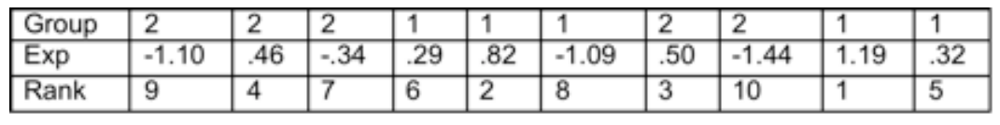 Group 2 2 2 1 1 1 2 2 1 1
Exp -1.10 .46 -.34 .29 .82 -1.09 .50 -1.44 1.19 .32
Rank 9 4 7 6 2 8 3 10 1 5